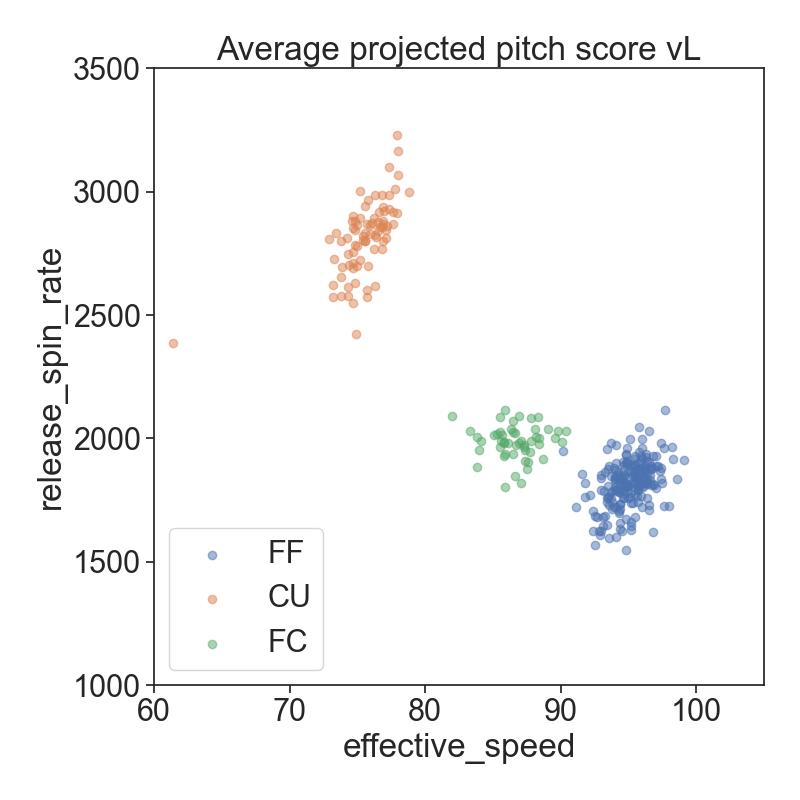 Average projected pitch score vL
release_spin_rate
3500
3000
2500
2000
1500
1000
FF
CU
FC
60 70 80 90 100
effective_speed